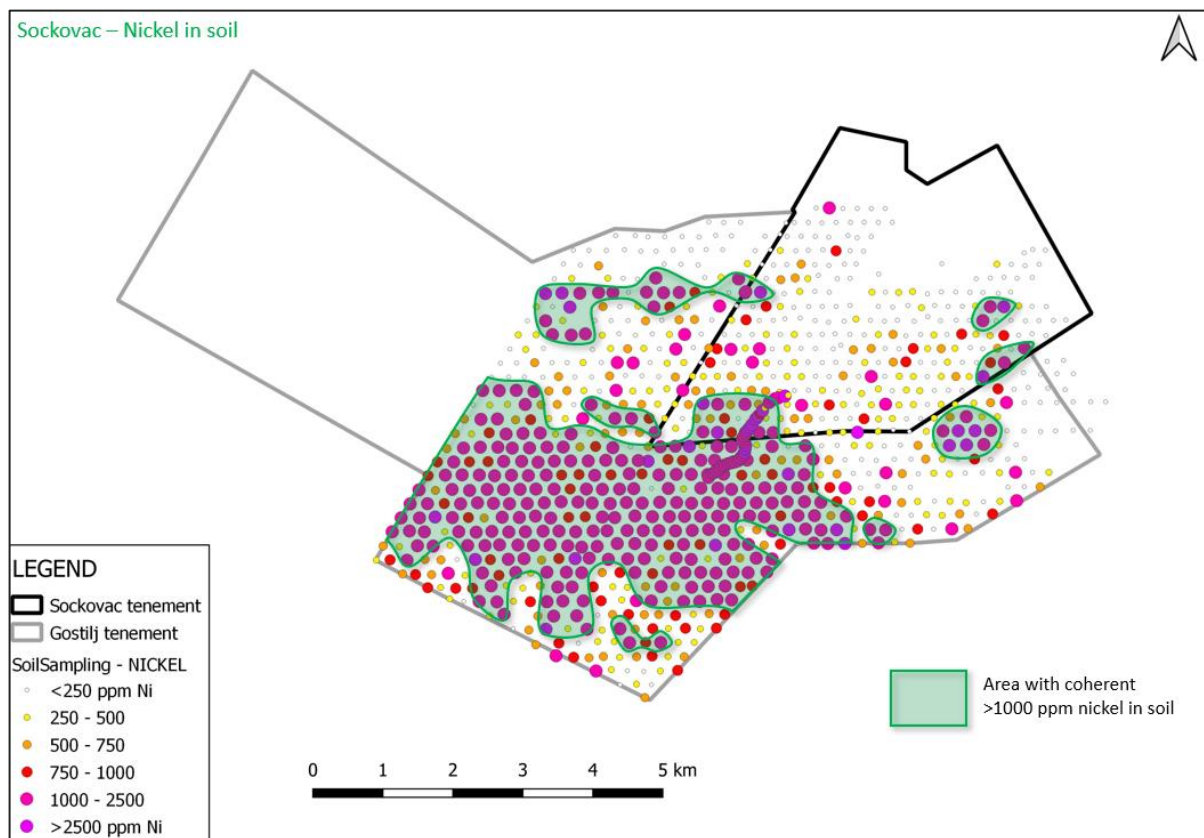 Sockovac – Nickel in soil
LEGEND
Sockovac tenement
Gostilj tenement
SoilSampling - NICKEL
<250 ppm Ni
250 - 500
500 - 750
750 - 1000
1000 - 2500
>2500 ppm Ni
0 1 2 3 4 5 km
Area with coherent
>1000 ppm nickel in soil